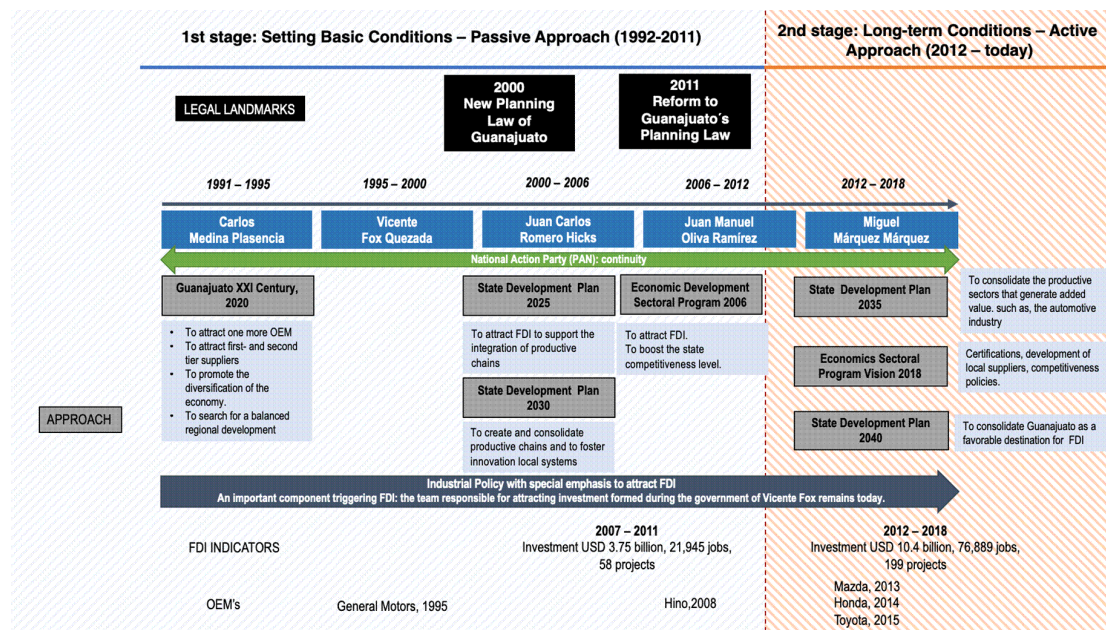 1st stage: Setting Basic Conditions – Passive Approach (1992-2011)
2nd stage: Long-term Conditions – Active
Approach (2012 – today)
LEGAL LANDMARKS
2000
New Planning
Law of
Guanajuato
2011
Reform to
Guanajuato´s
Planning Law
1991 – 1995
1995 – 2000
2000 – 2006
2006 – 2012
2012 – 2018
Carlos
Medina Plasencia
Vicente
Fox Quezada
Juan Carlos
Romero Hicks
Juan Manuel
Oliva Ramírez
Miguel
Márquez Márquez
National Action Party (PAN): continuity
APPROACH
Guanajuato XXI Century,
2020
• To attract one more OEM
• To attract first- and second
tier suppliers
• To promote the
diversification of the
economy.
• To search for a balanced
regional development
State Development Plan
2025
To attract FDI to support the
integration of productive
chains
State Development Plan
2030
To create and consolidate
productive chains and to foster
innovation local systems
Economic Development
Sectoral Program 2006
To attract FDI.
To boost the state
competitiveness level.
State Development Plan
2035
To consolidate the productive
sectors that generate added
value. such as, the automotive
industry
Economics Sectoral
Program Vision 2018
Certifications, development of
local suppliers, competitiveness
policies.
State Development Plan
2040
To consolidate Guanajuato as a
favorable destination for FDI
Industrial Policy with special emphasis to attract FDI
An important component triggering FDI: the team responsible for attracting investment formed during the government of Vicente Fox remains today.
FDI INDICATORS
2007 – 2011
Investment USD 3.75 billion, 21,945 jobs,
58 projects
2012 – 2018
Investment USD 10.4 billion, 76,889 jobs,
199 projects
OEM's
General Motors, 1995
Hino,2008
Mazda, 2013
Honda, 2014
Toyota, 2015